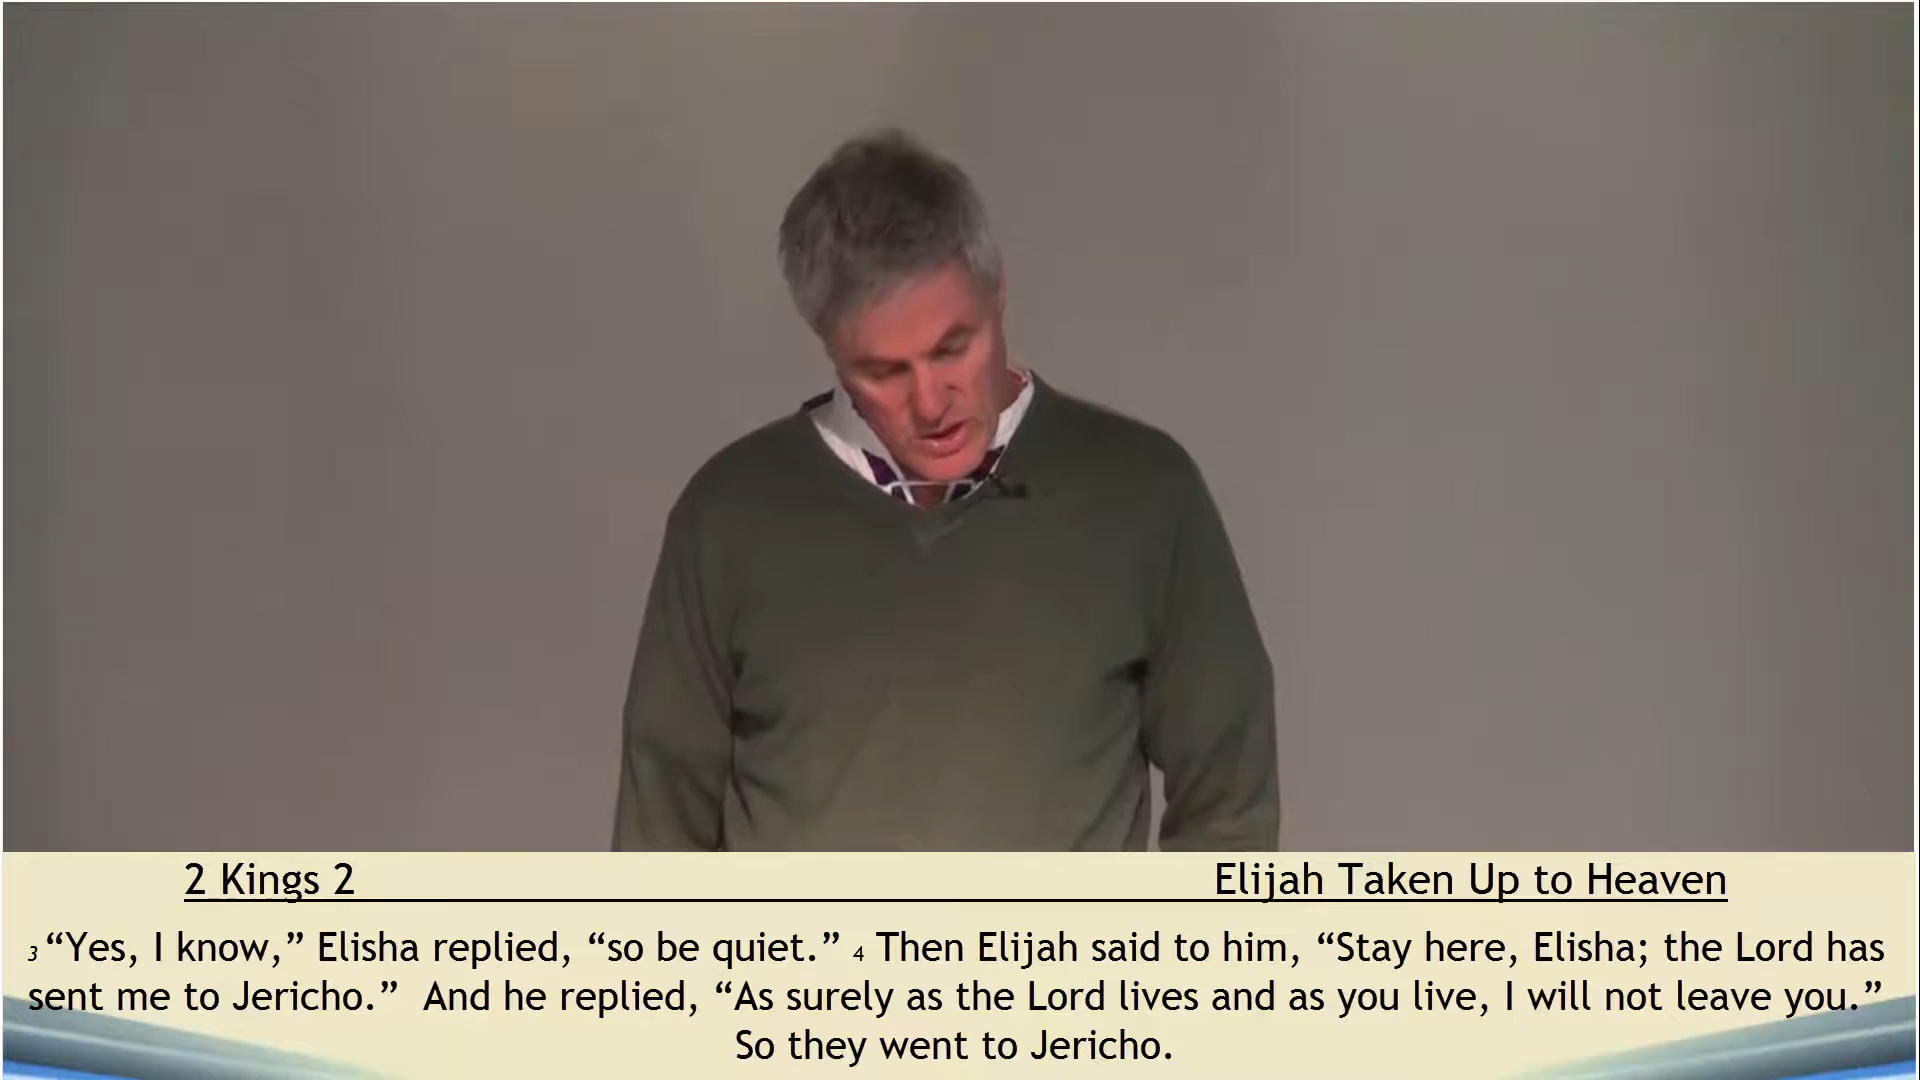 2 Kings 2 Elijah Taken Up to Heaven
3 “Yes, I know,” Elisha replied, “so be quiet.” 4 Then Elijah said to him, “Stay here, Elisha; the Lord has
sent me to Jericho.” And he replied, “As surely as the Lord lives and as you live, I will not leave you.”
So they went to Jericho.